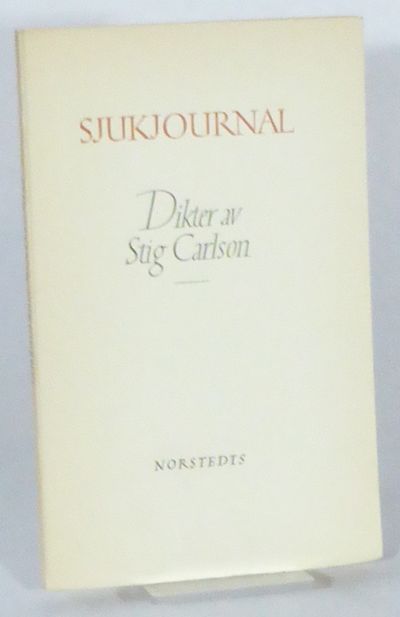 SJUKJOURNAL
Dikter av
Stig Carlson
NORSTEDTS